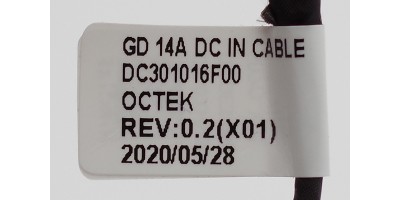 GD 14A DC IN CABLE
DC301016F00
OCTEK
REV:0.2(X01)
2020/05/28